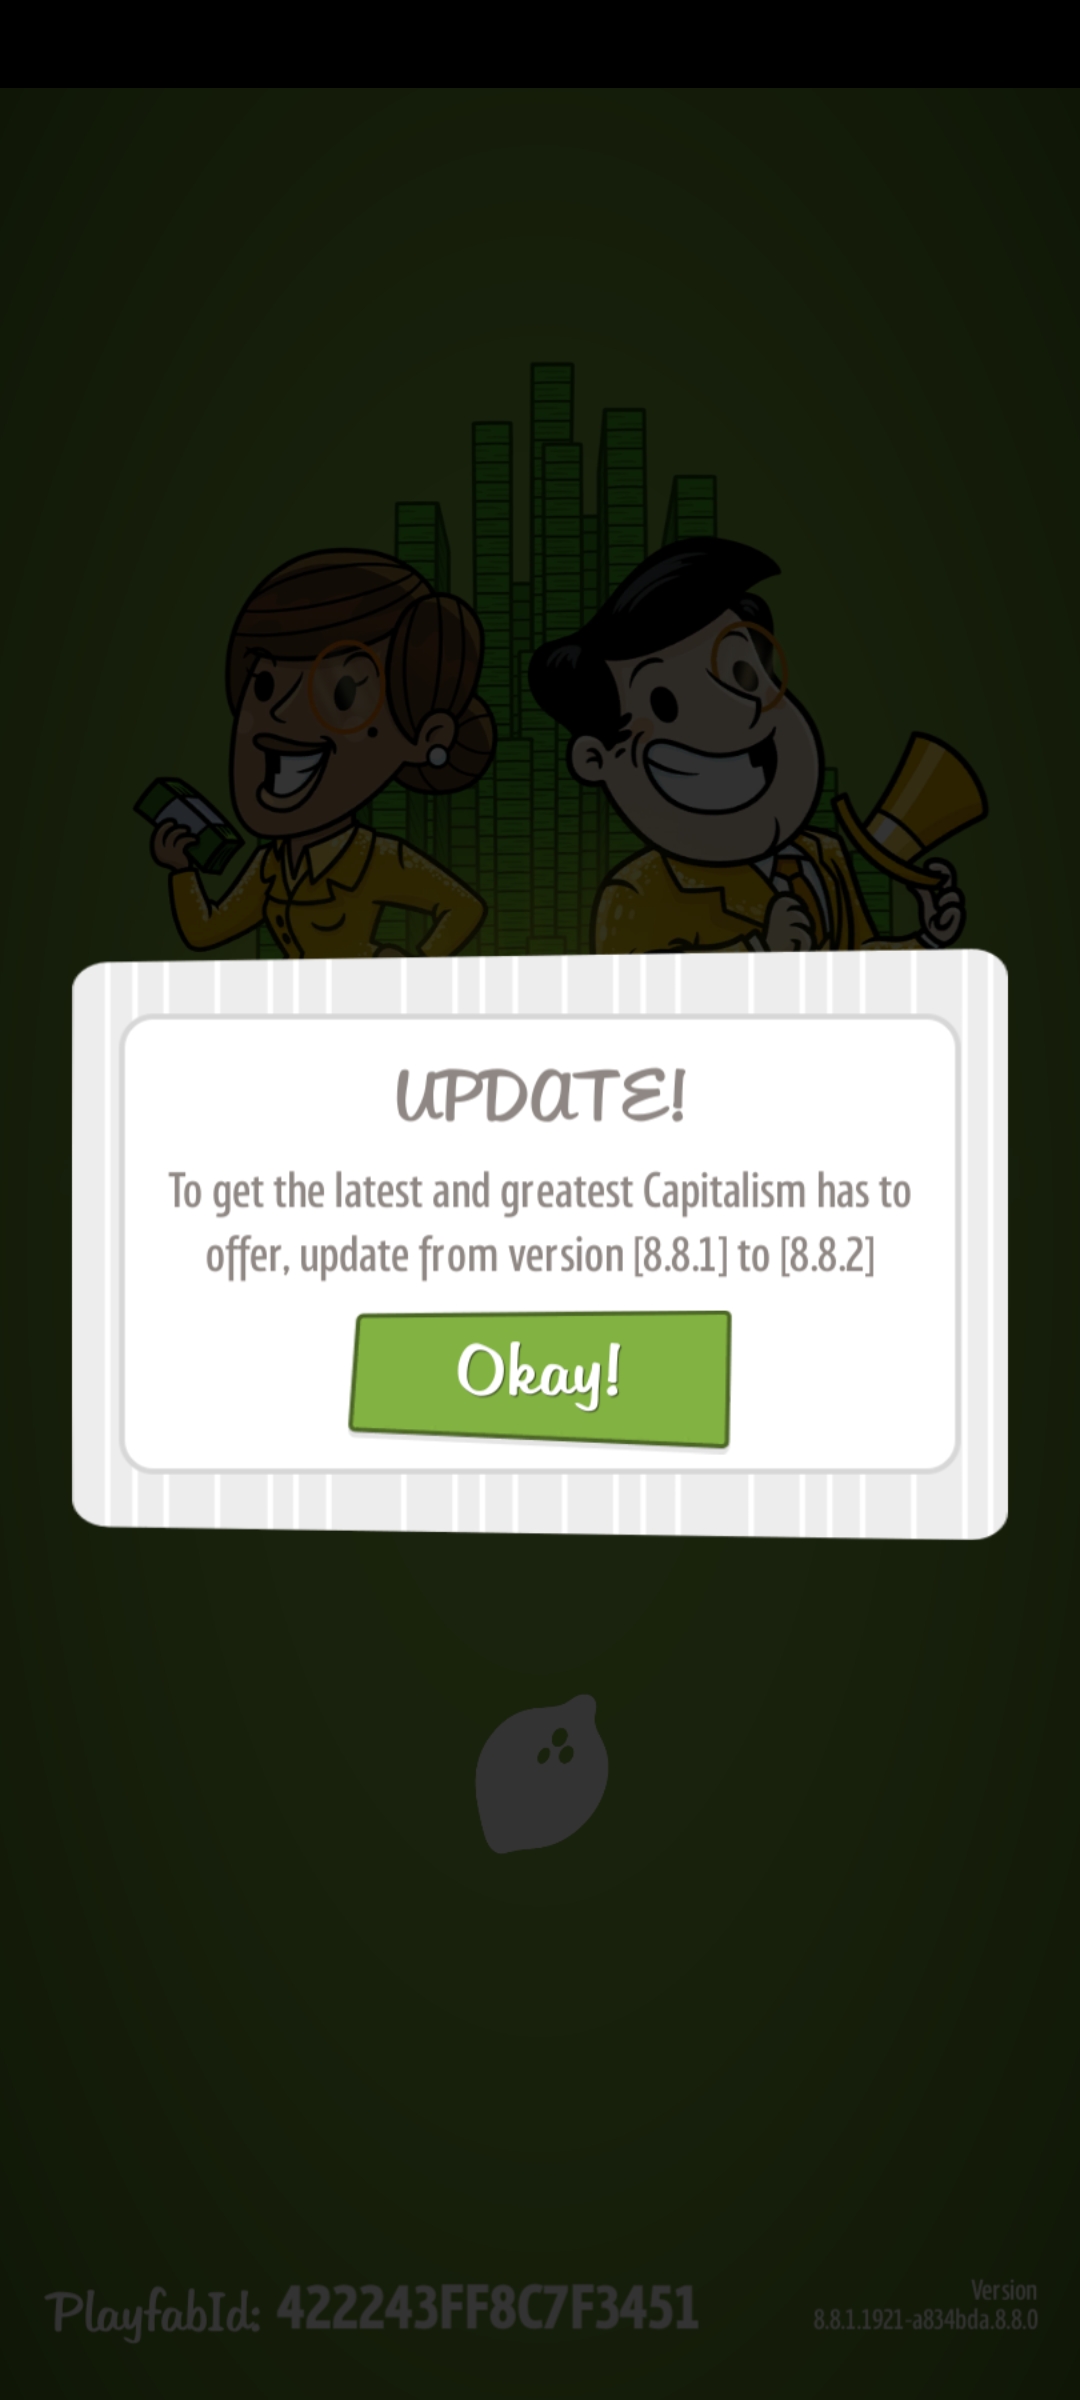 UPDATE!
To get the latest and greatest Capitalism has to
offer, update from version [8.8.1] to [8.8.2]
Okay!
PlayfabId: 422243FF8C7F3451
Version
8.8.1.1921-a834bda.8.8.0